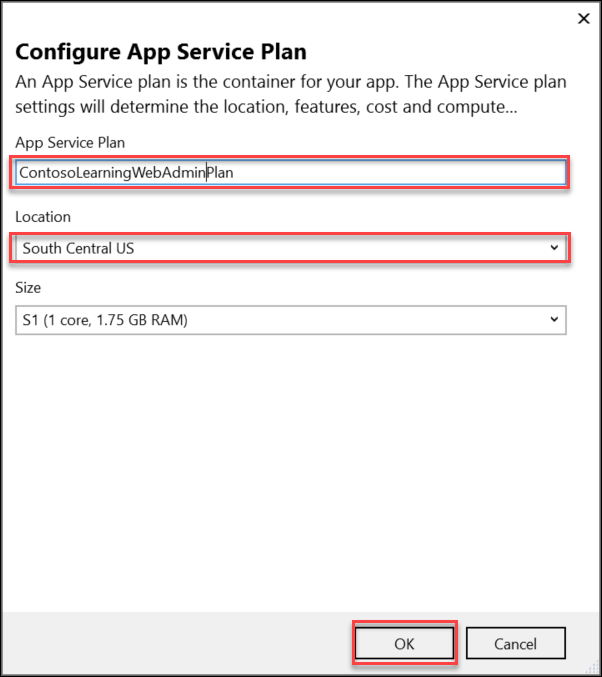 Configure App Service Plan
An App Service plan is the container for your app. The App Service plan
settings will determine the location, features, cost and compute...
App Service Plan
ContosoLearningWebAdminPlan
Location
South Central US
Size
S1 (1 core, 1.75 GB RAM)
OK
Cancel